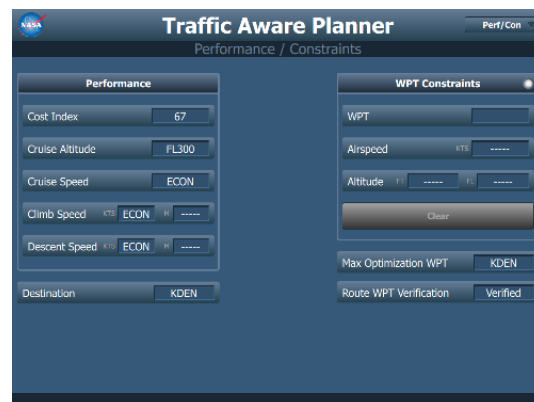 NASA
Traffic Aware Planner
Perf/Con
Performance / Constraints
Performance
Cost Index 67
Cruise Altitude FL300
Cruise Speed ECON
Climb Speed KTS ECON M -----
Descent Speed KTS ECON M -----
Destination KDEN
WPT Constraints
WPT
Airspeed KTS -----
Altitude FT ----- FL -----
Clear
Max Optimization WPT KDEN
Route WPT Verification Verified